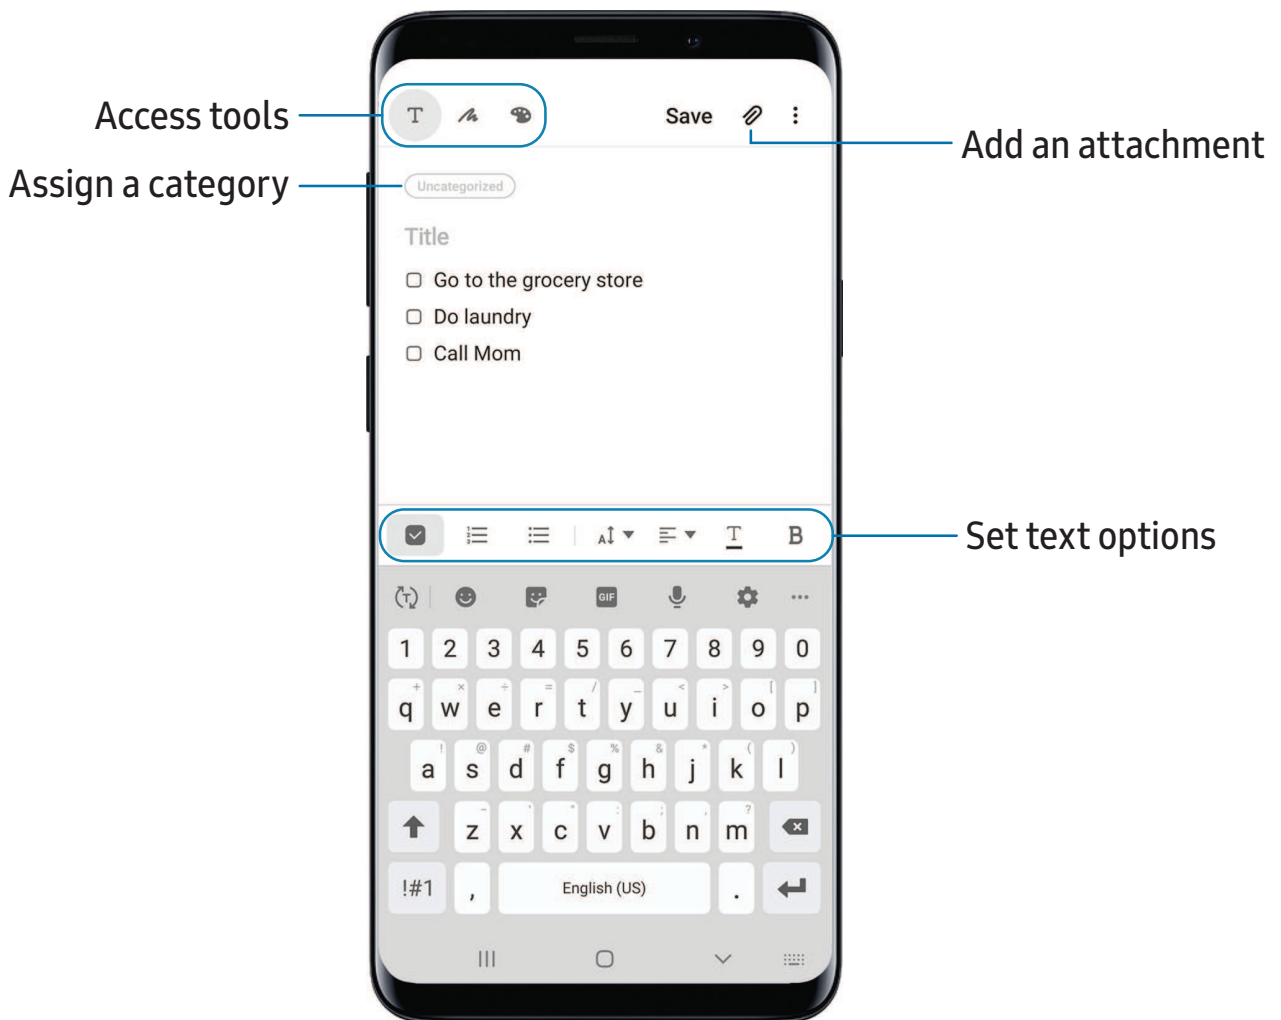 Access tools
T
Save
Add an attachment
Assign a category
Uncategorized
Title
Go to the grocery store
Do laundry
Call Mom
A T B
Set text options
T GIF
1 2 3 4 5 6 7 8 9 0
+ × ÷ = / _ < > [ ]
q w e r t y u i o p
! @ # $ % & * ( )
a s d f g h j k l
- ' " : ; , ?
z x c v b n m
!#1 , English (US) .